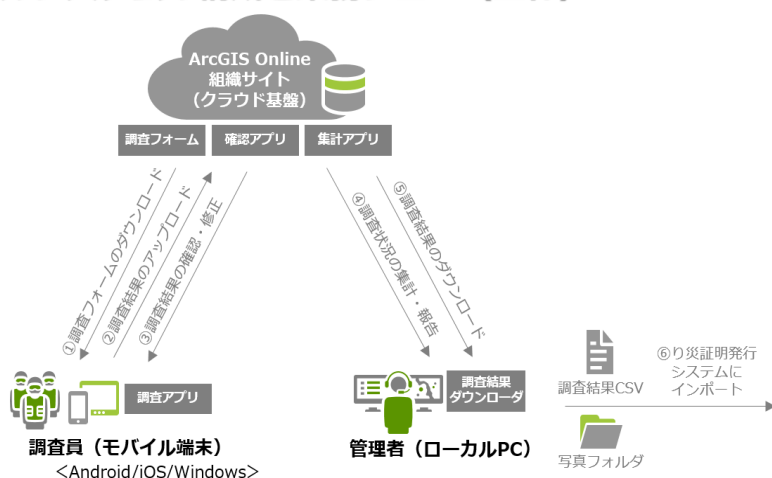 ArcGIS Online
組織サイト
（クラウド基盤）
調査フォーム
確認アプリ
集計アプリ
①調査フォームのダウンロード
②調査結果のアップロード
③調査結果の確認・修正
④調査状況の集計・報告
⑤調査結果のダウンロード
調査アプリ
調査員（モバイル端末）
＜Android/iOS/Windows＞
調査結果
ダウンローダ
管理者（ローカルPC）
調査結果CSV
写真フォルダ
⑥り災証明発行
システムに
インポート